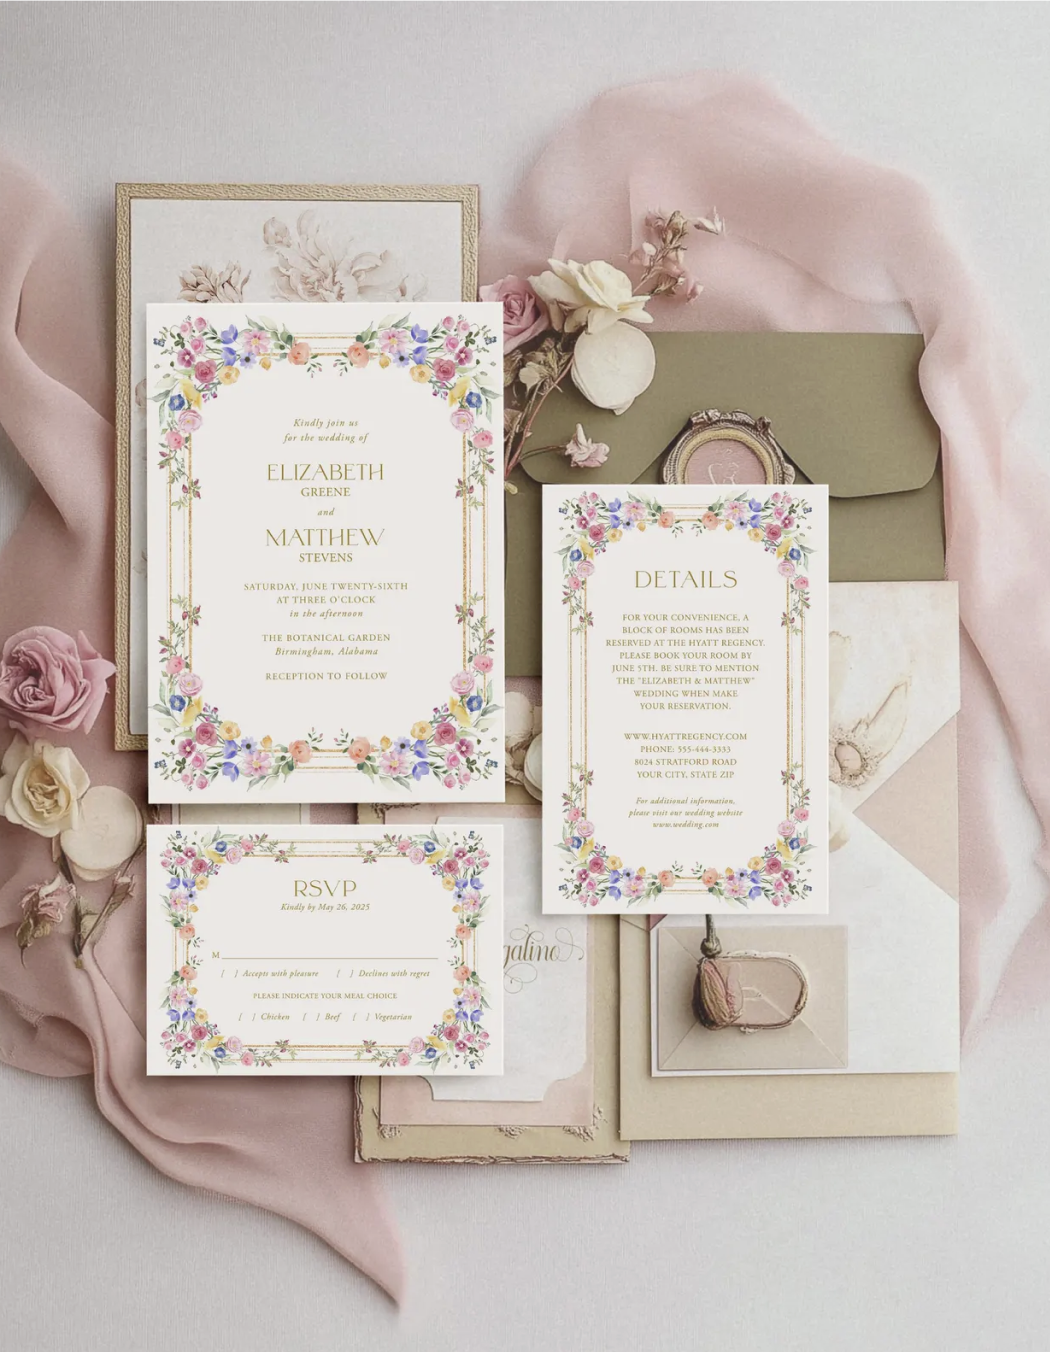 Kindly join us
for the wedding of
ELIZABETH
GREENE
and
MATTHEW
STEVENS
SATURDAY, JUNE TWENTY-SIXTH
AT THREE O'CLOCK
in the afternoon
THE BOTANICAL GARDEN
Birmingham, Alabama
RECEPTION TO FOLLOW
DETAILS
FOR YOUR CONVENIENCE, A
BLOCK OF ROOMS HAS BEEN
RESERVED AT THE HYATT REGENCY.
PLEASE BOOK YOUR ROOM BY
JUNE 5TH. BE SURE TO MENTION
THE "ELIZABETH & MATTHEW"
WEDDING WHEN MAKE
YOUR RESERVATION.
WWW.HYATTREGENCY.COM
PHONE: 555-444-3333
8024 STRATFORD ROAD
YOUR CITY, STATE ZIP
For additional information,
please visit our wedding website
www.wedding.com
RSVP
Kindly by May 26, 2025
M
[ ] Accepts with pleasure [ ] Declines with regret
PLEASE INDICATE YOUR MEAL CHOICE
[ ] Chicken [ ] Beef [ ] Vegetarian